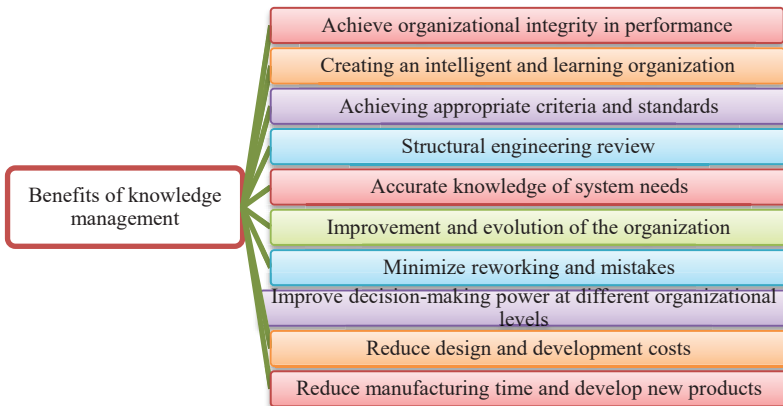 Benefits of knowledge
management
Achieve organizational integrity in performance
Creating an intelligent and learning organization
Achieving appropriate criteria and standards
Structural engineering review
Accurate knowledge of system needs
Improvement and evolution of the organization
Minimize reworking and mistakes
Improve decision-making power at different organizational
levels
Reduce design and development costs
Reduce manufacturing time and develop new products